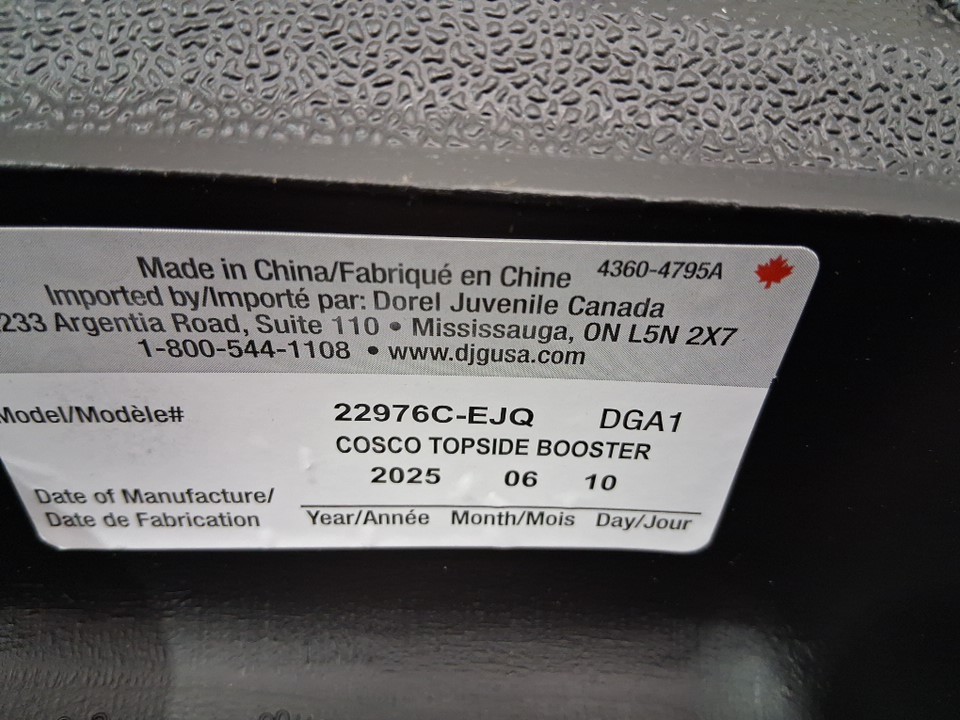 Made in China/Fabriqué en Chine 4360-4795A
Imported by/Importé par: Dorel Juvenile Canada
233 Argentia Road, Suite 110 • Mississauga, ON L5N 2X7
1-800-544-1108 • www.djgusa.com
Model/Modèle# 22976C-EJQ DGA1
COSCO TOPSIDE BOOSTER
2025 06 10
Date of Manufacture/
Date de Fabrication Year/Année Month/Mois Day/Jour